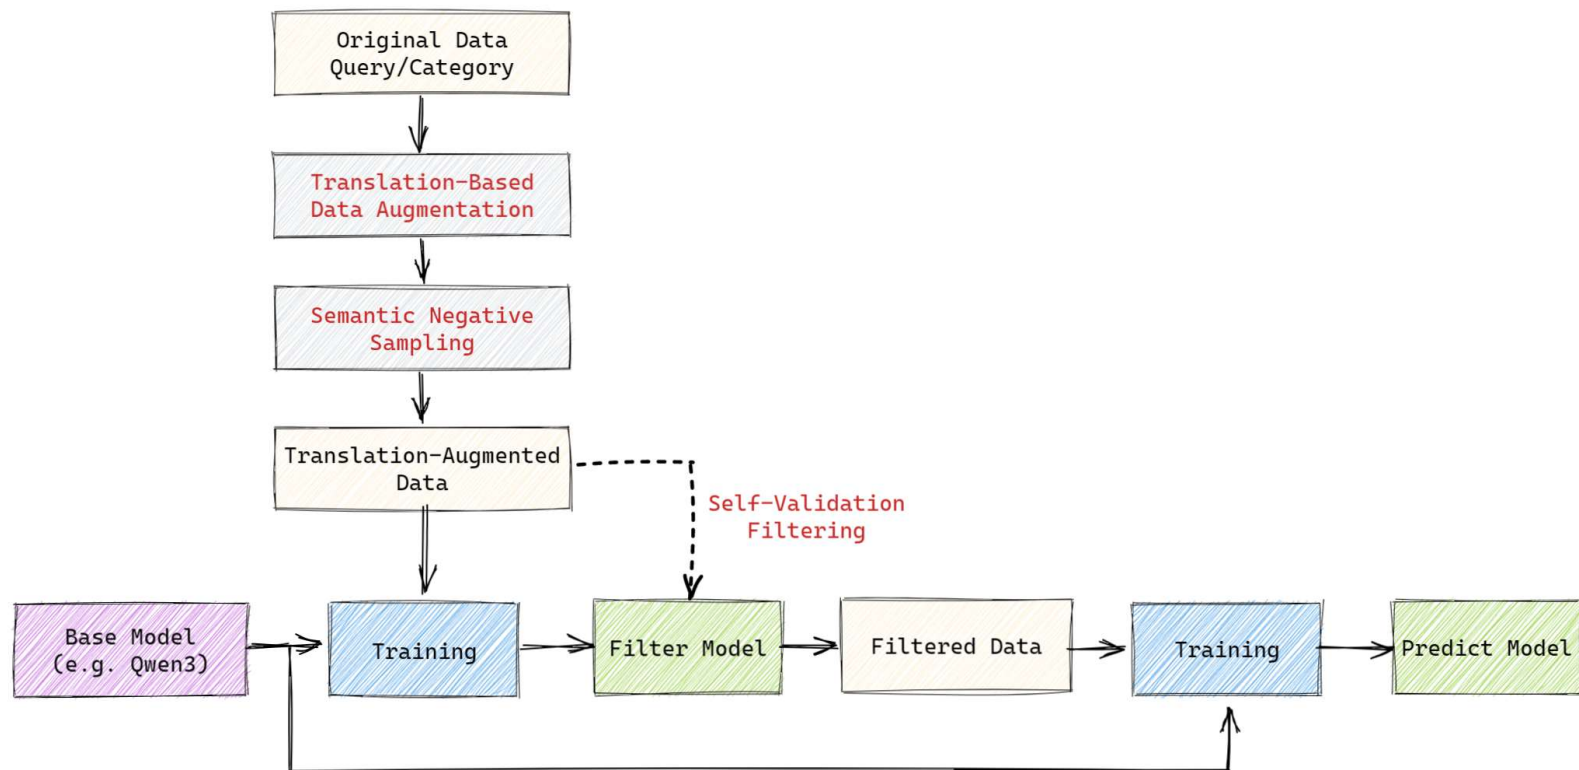 Original Data
Query/Category
Translation-Based
Data Augmentation
Semantic Negative
Sampling
Translation-Augmented
Data
Self-Validation
Filtering
Base Model
(e.g. Qwen3)
Training
Filter Model
Filtered Data
Training
Predict Model